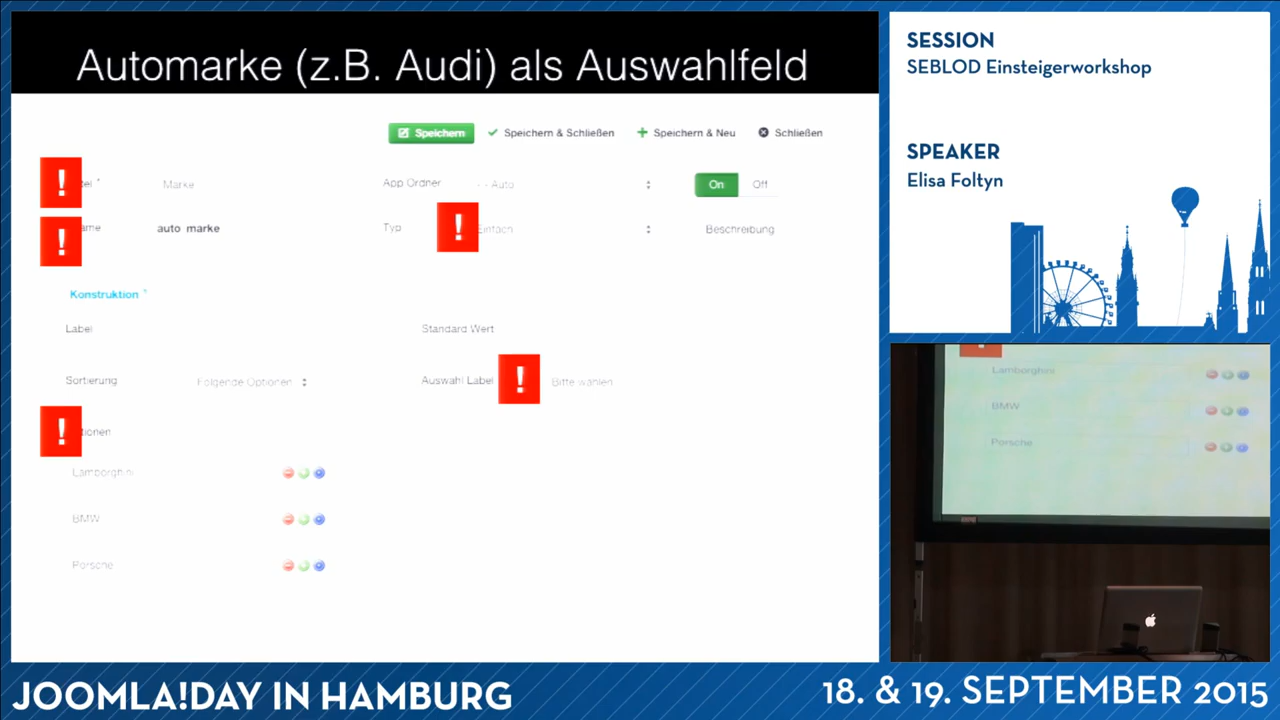 Automarke (z.B. Audi) als Auswahlfeld
Speichern
Speichern & Schließen
Speichern & Neu
Schließen
Marke
App Ordner
- - Auto
On
Off
auto_marke
Typ
Einfach
Beschreibung
Konstruktion
Label
Standard Wert
Sortierung
Folgende Optionen
Auswahl Label
Bitte wählen
Lamborghini
BMW
Porsche
SESSION
SEBLOD Einsteigerworkshop
SPEAKER
Elisa Foltyn
Lamborghini
BMW
Porsche
JOOMLA!DAY IN HAMBURG
18. & 19. SEPTEMBER 2015